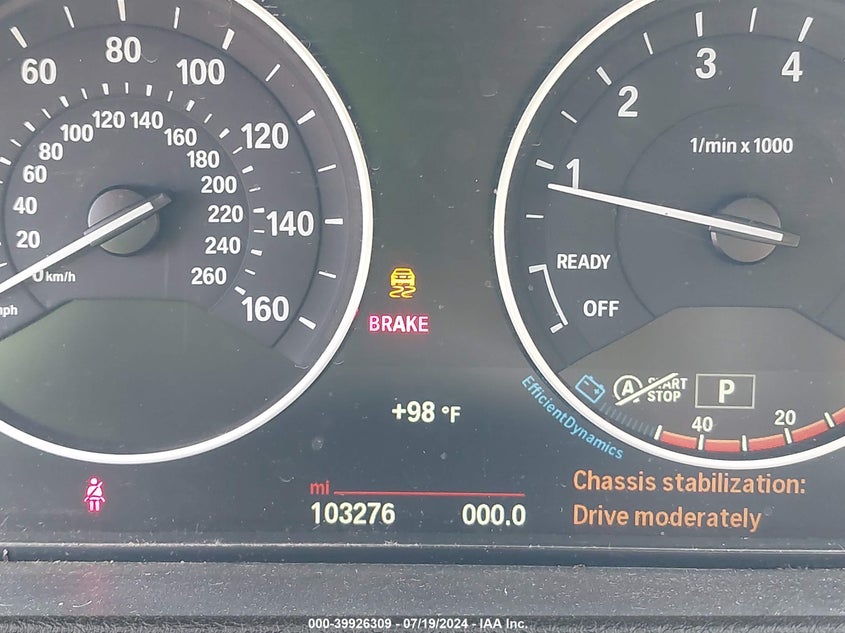 60
80
100
120
140
160
20
40
60
80
100
120
140
160
180
200
220
240
260
0 km/h
mph
BRAKE
+98 °F
mi
103276 000.0
1
2
3
4
1/min x 1000
READY
OFF
A START
STOP
P
40 20
EfficientDynamics
Chassis stabilization:
Drive moderately
000-39926309 - 07/19/2024 - IAA Inc.